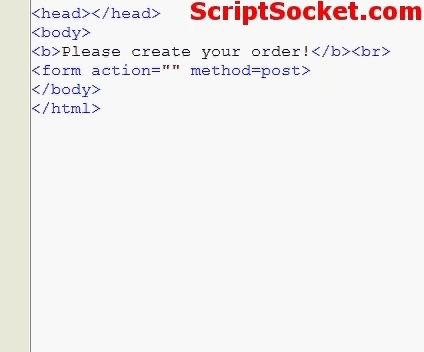 <head></head>
ScriptSocket.com
<body>
<b>Please create your order!</b><br>
<form action="" method=post>
</body>
</html>